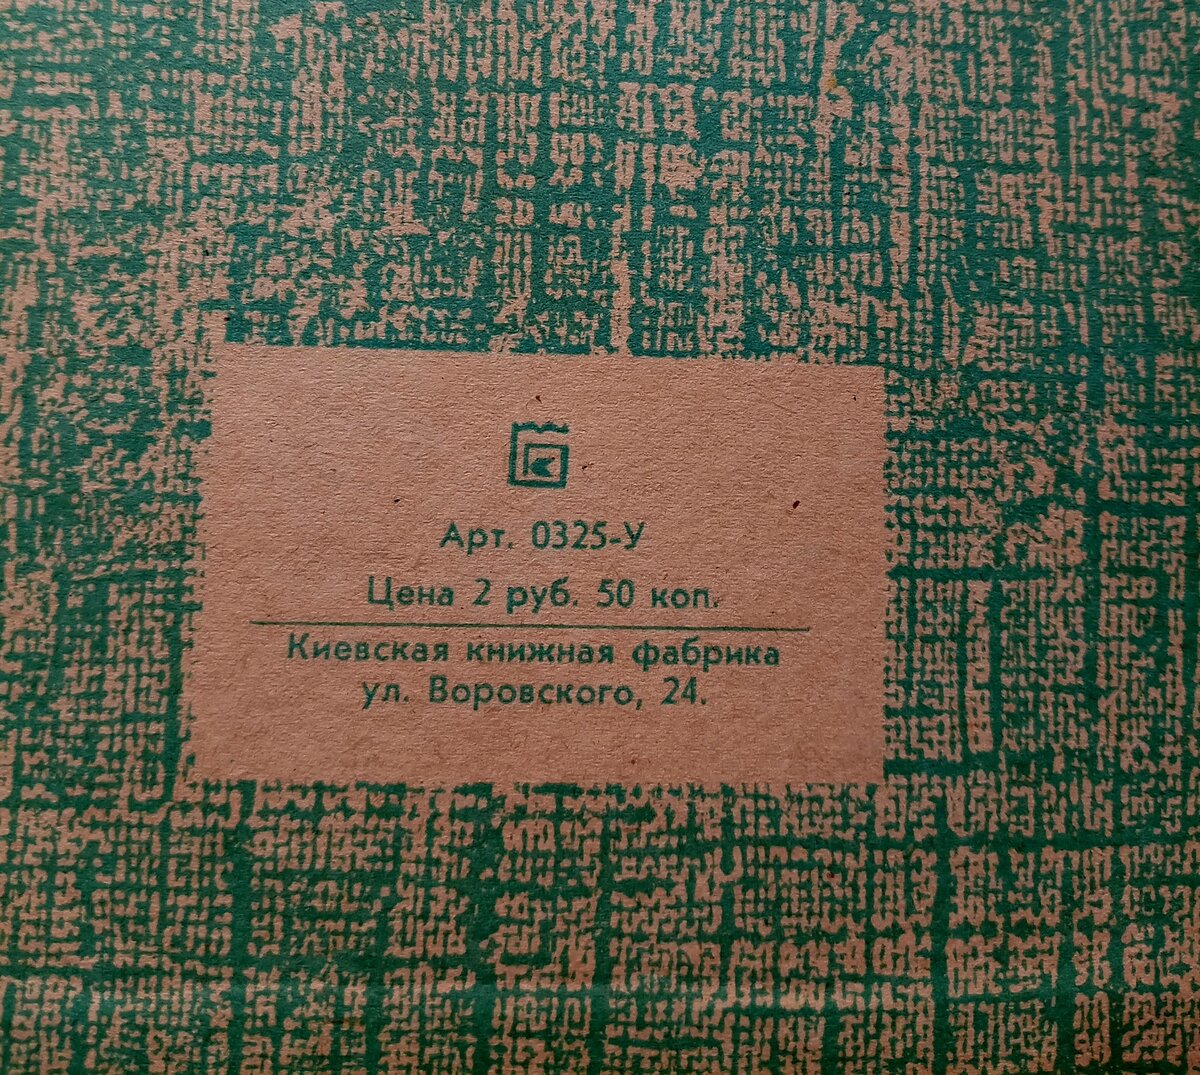 Арт. 0325-У
Цена 2 руб. 50 коп.
Киевская книжная фабрика
ул. Воровского, 24.